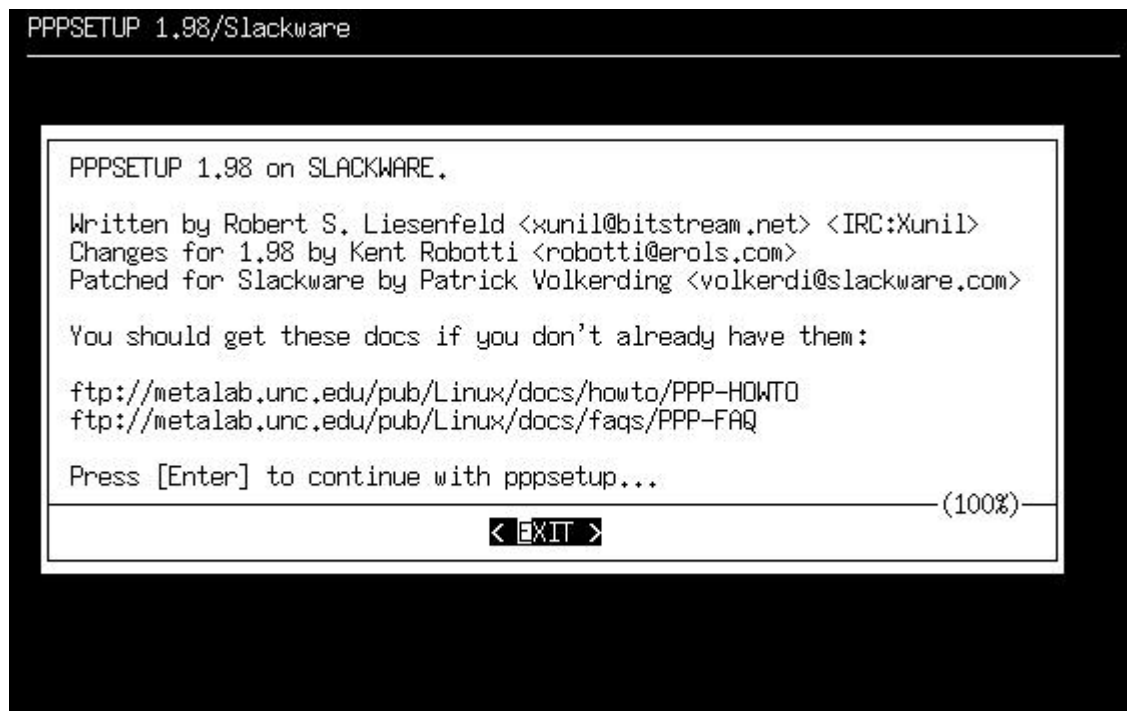 PPPSETUP 1.98/Slackware
PPPSETUP 1.98 on SLACKWARE.
Written by Robert S. Liesenfeld <xunil@bitstream.net> <IRC:Xunil>
Changes for 1.98 by Kent Robotti <robotti@erols.com>
Patched for Slackware by Patrick Volkerding <volkerdi@slackware.com>
You should get these docs if you don't already have them:
ftp://metalab.unc.edu/pub/Linux/docs/howto/PPP-HOWTO
ftp://metalab.unc.edu/pub/Linux/docs/faqs/PPP-FAQ
Press [Enter] to continue with pppsetup...
(100%)
< EXIT >